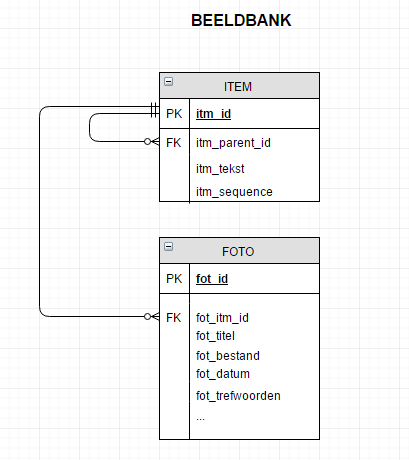 BEELDBANK
ITEM
PK itm_id
FK itm_parent_id
itm_tekst
itm_sequence
FOTO
PK fot_id
FK fot_itm_id
fot_titel
fot_bestand
fot_datum
fot_trefwoorden
...